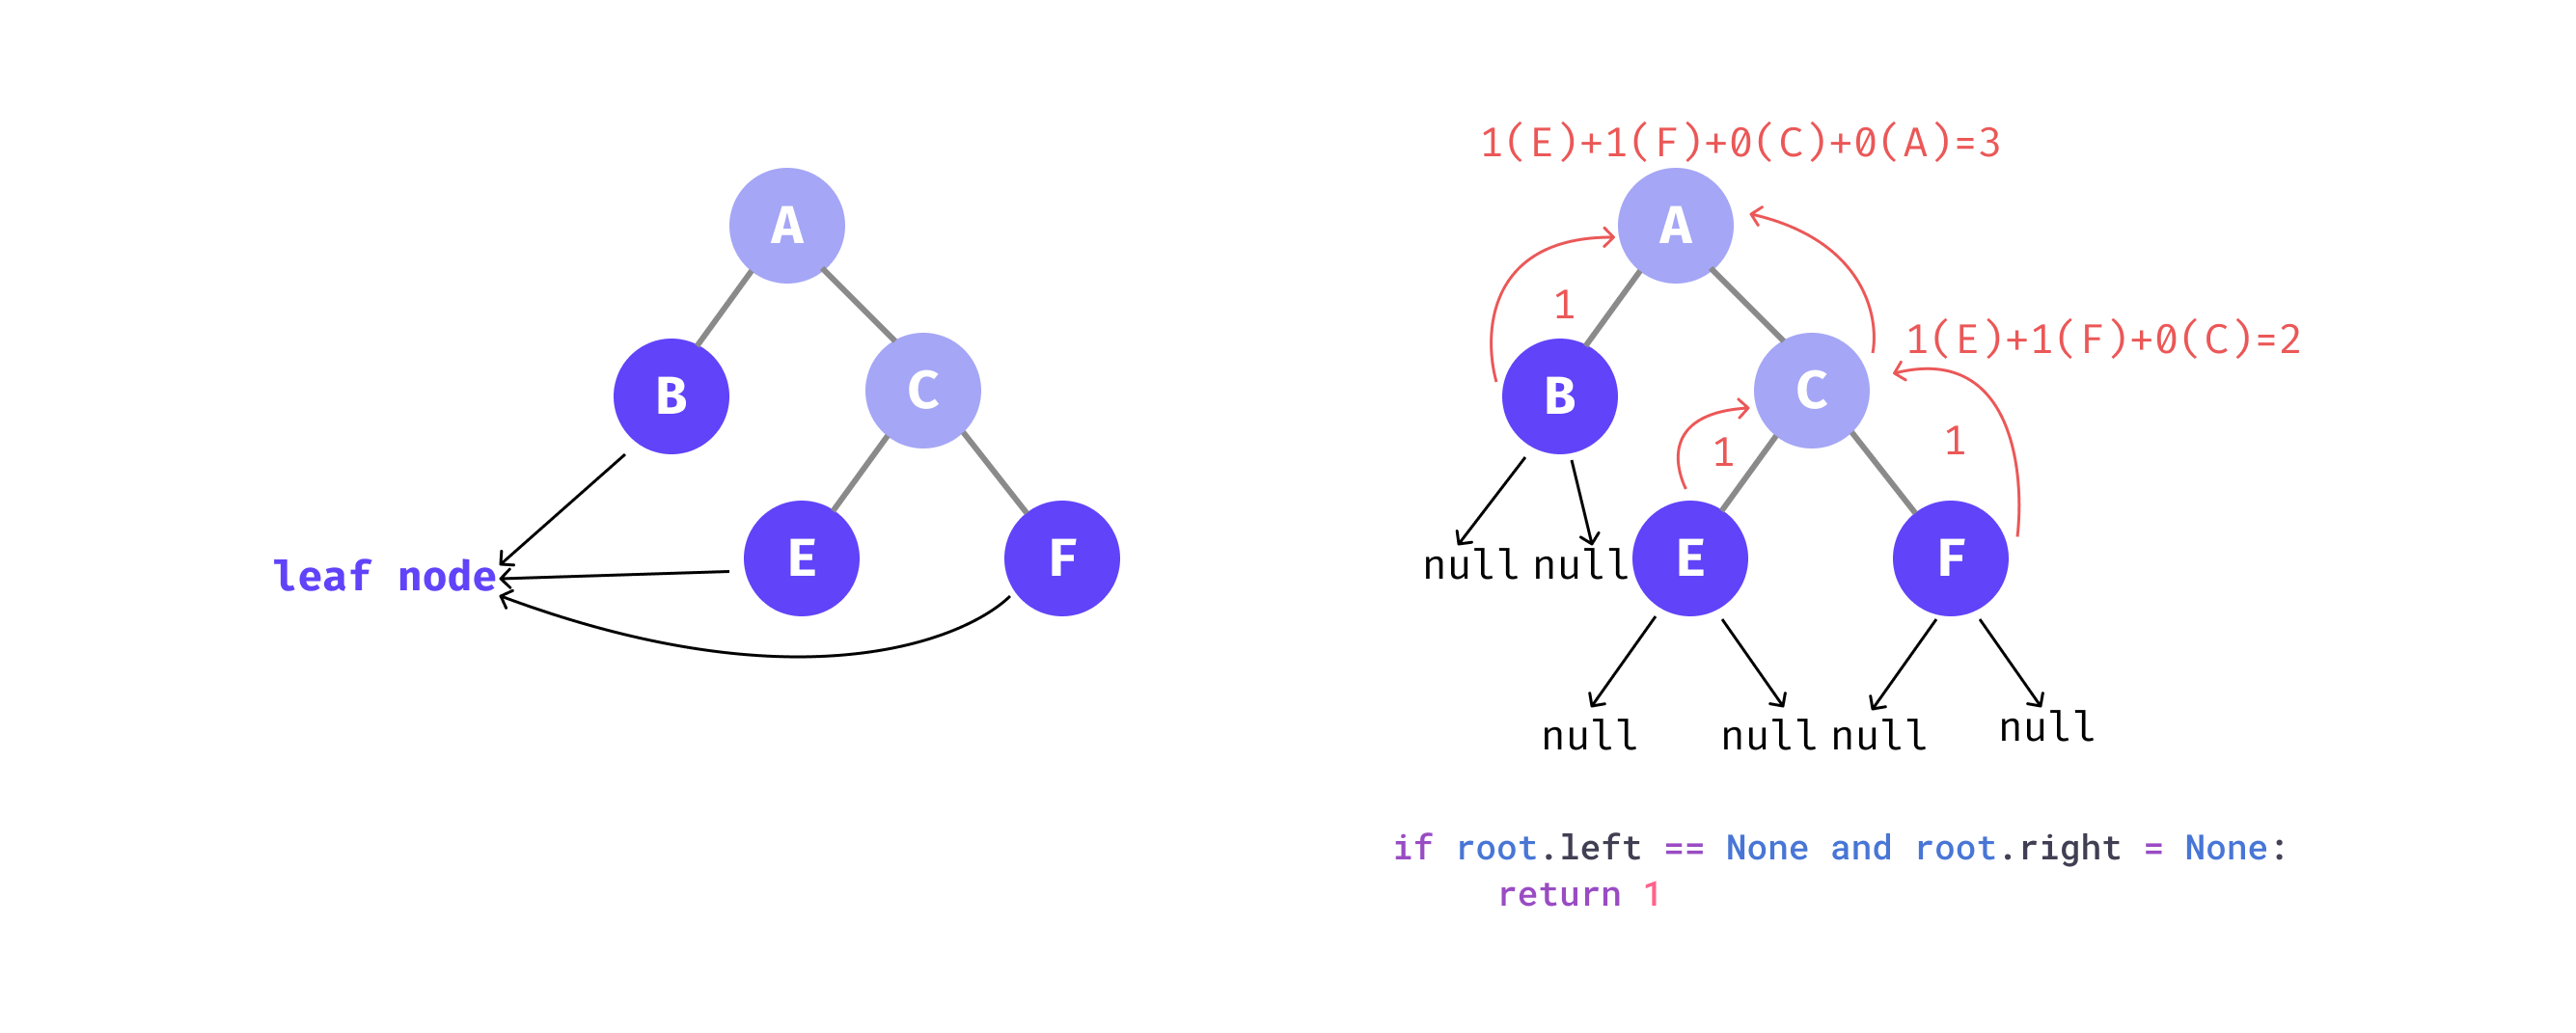 A
B
C
E
F
leaf node
1(E)+1(F)+0(C)+0(A)=3
A
1
1(E)+1(F)+0(C)=2
B
C
1
1
null
null
E
F
null
null
null
null
if root.left == None and root.right = None:
return 1